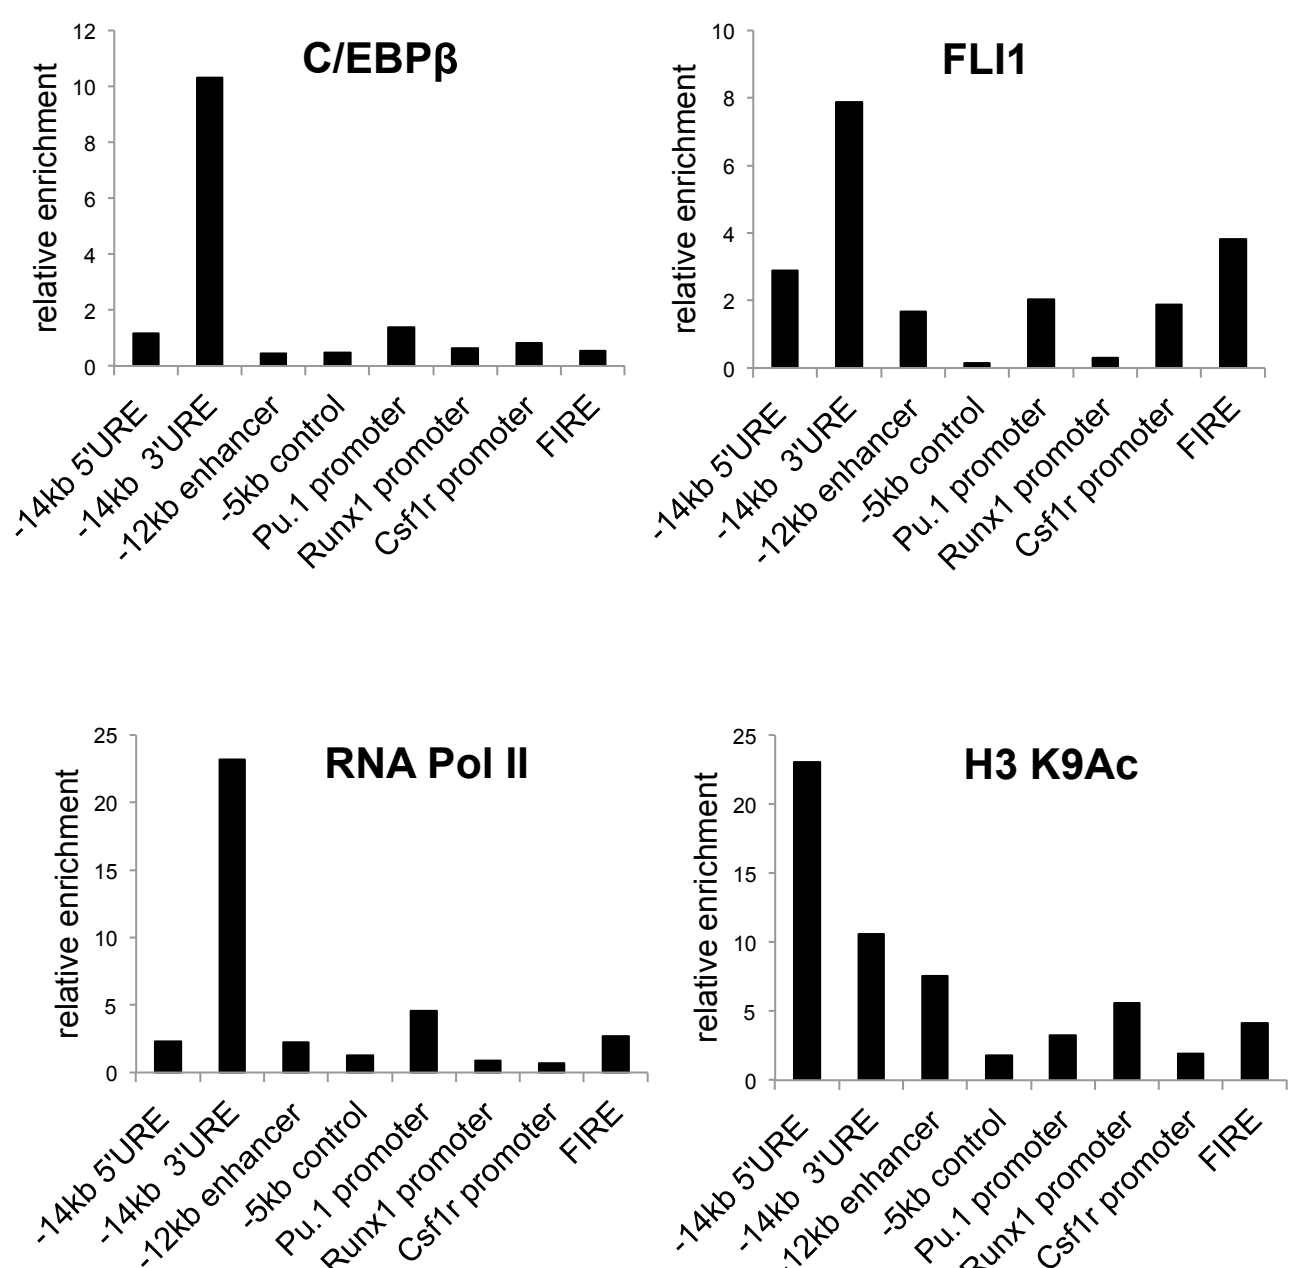 C/EBPβ
relative enrichment
12
10
8
6
4
2
0
-14kb 5'URE
-14kb 3'URE
-12kb enhancer
-5kb control
Pu.1 promoter
Runx1 promoter
Csf1r promoter
FIRE
FLI1
relative enrichment
10
8
6
4
2
0
-14kb 5'URE
-14kb 3'URE
-12kb enhancer
-5kb control
Pu.1 promoter
Runx1 promoter
Csf1r promoter
FIRE
RNA Pol II
relative enrichment
25
20
15
10
5
0
-14kb 5'URE
-14kb 3'URE
-12kb enhancer
-5kb control
Pu.1 promoter
Runx1 promoter
Csf1r promoter
FIRE
H3 K9Ac
relative enrichment
25
20
15
10
5
0
-14kb 5'URE
-14kb 3'URE
-12kb enhancer
-5kb control
Pu.1 promoter
Runx1 promoter
Csf1r promoter
FIRE